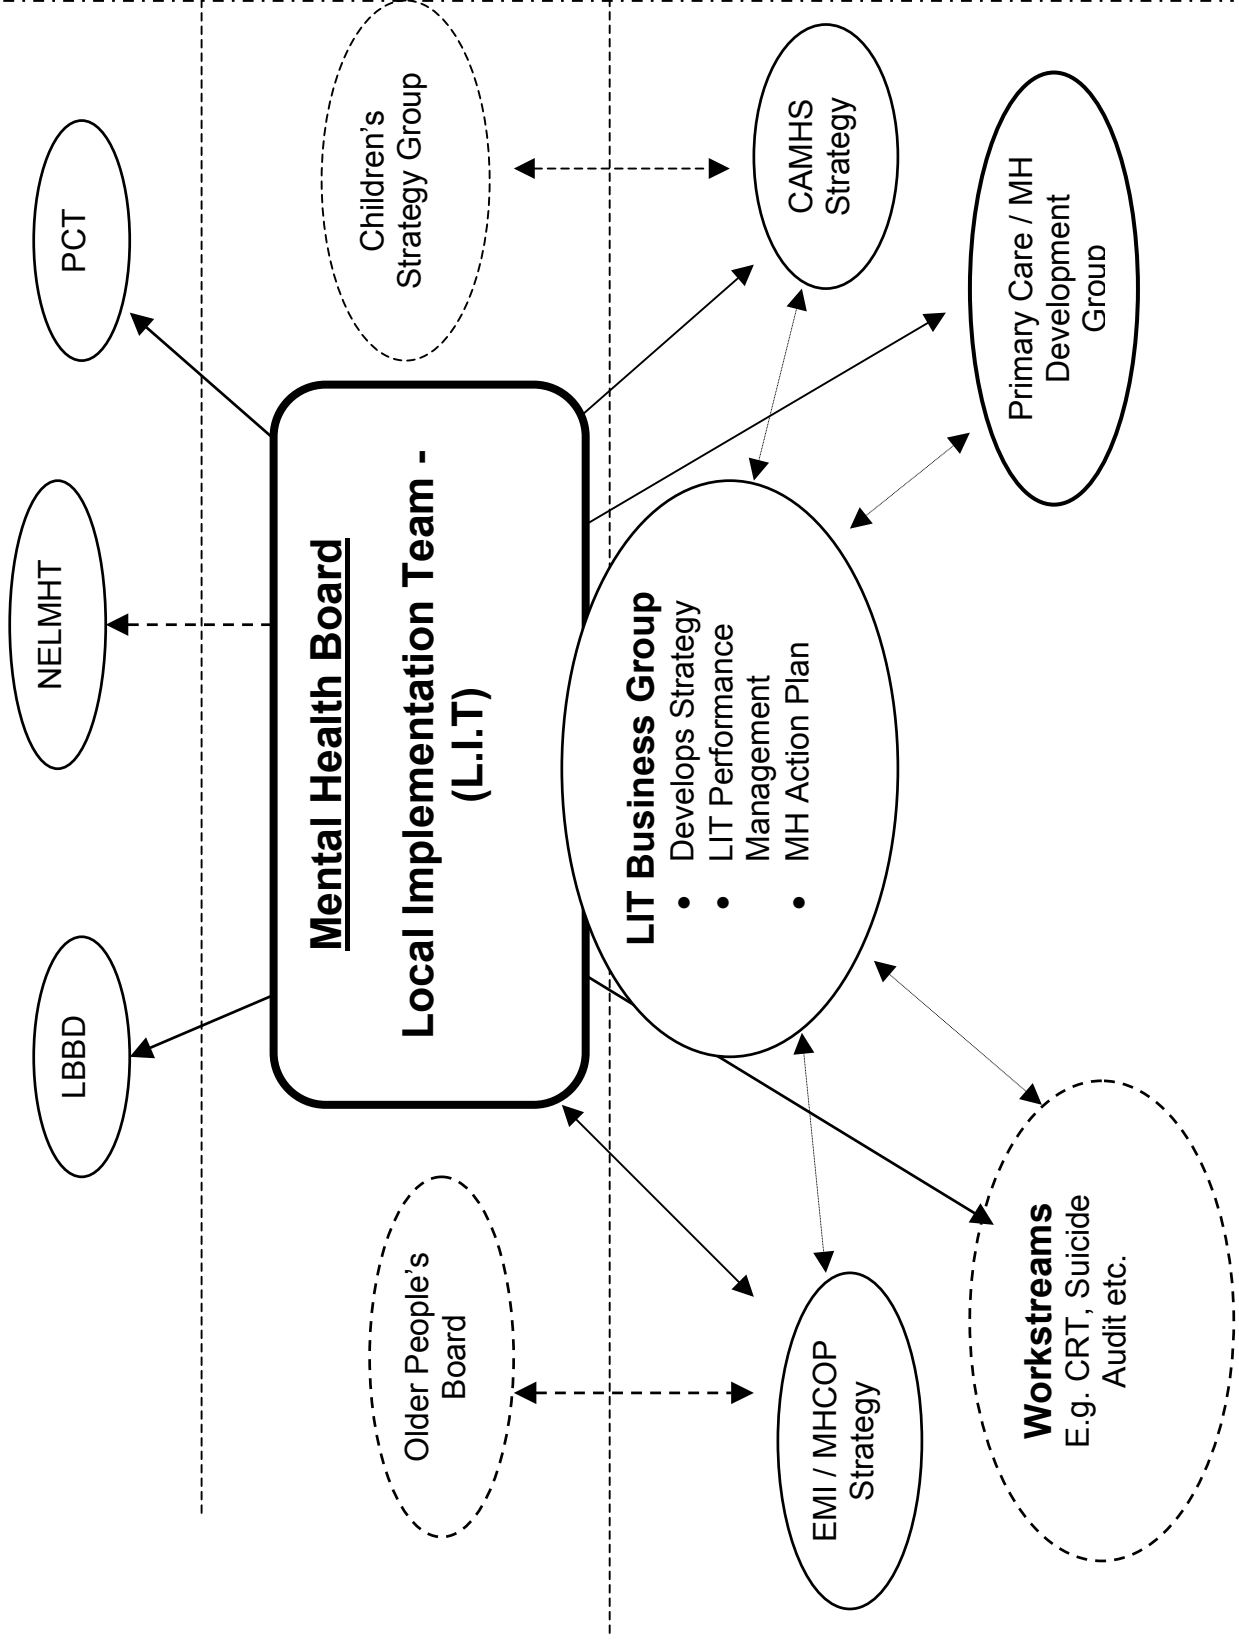 LBBD
NELMHT
PCT
Mental Health Board
Local Implementation Team -
(L.I.T)
Older People's
Board
Children's
Strategy Group
LIT Business Group
• Develops Strategy
• LIT Performance
Management
• MH Action Plan
EMI / MHCOP
Strategy
CAMHS
Strategy
Workstreams
E.g. CRT, Suicide
Audit etc.
Primary Care / MH
Development
Group